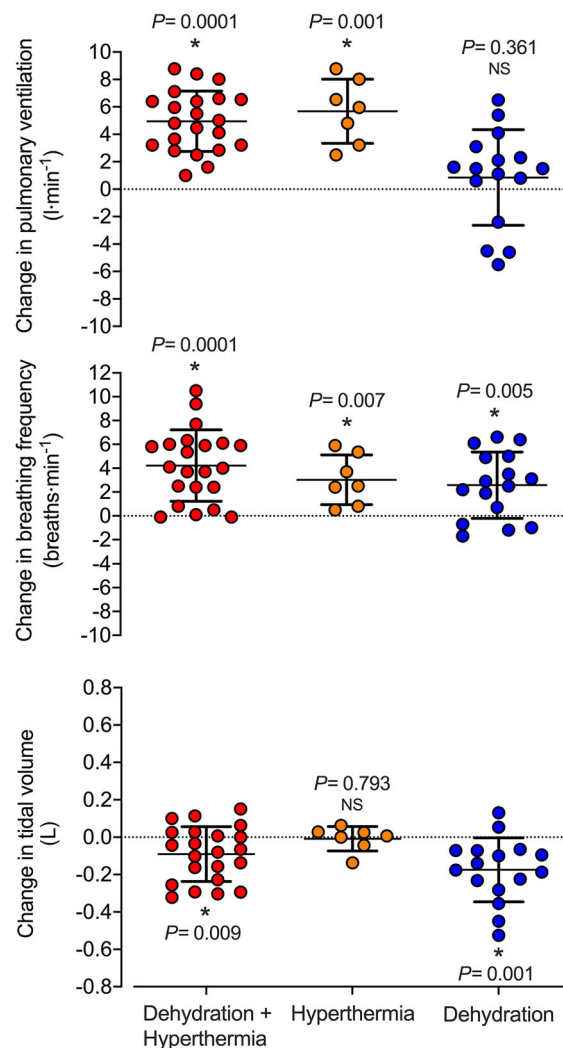 P= 0.0001
*
P= 0.001
*
P= 0.361
NS
Change in pulmonary ventilation
(l·min⁻¹)
10
8
6
4
2
0
-2
-4
-6
-8
-10
P= 0.0001
*
P= 0.007
*
P= 0.005
*
Change in breathing frequency
(breaths·min⁻¹)
12
10
8
6
4
2
0
-2
-4
-6
-8
-10
Change in tidal volume
(L)
0.8
0.6
0.4
0.2
0.0
-0.2
-0.4
-0.6
-0.8
P= 0.793
NS
*
P= 0.009
*
P= 0.001
Dehydration +
Hyperthermia
Hyperthermia
Dehydration